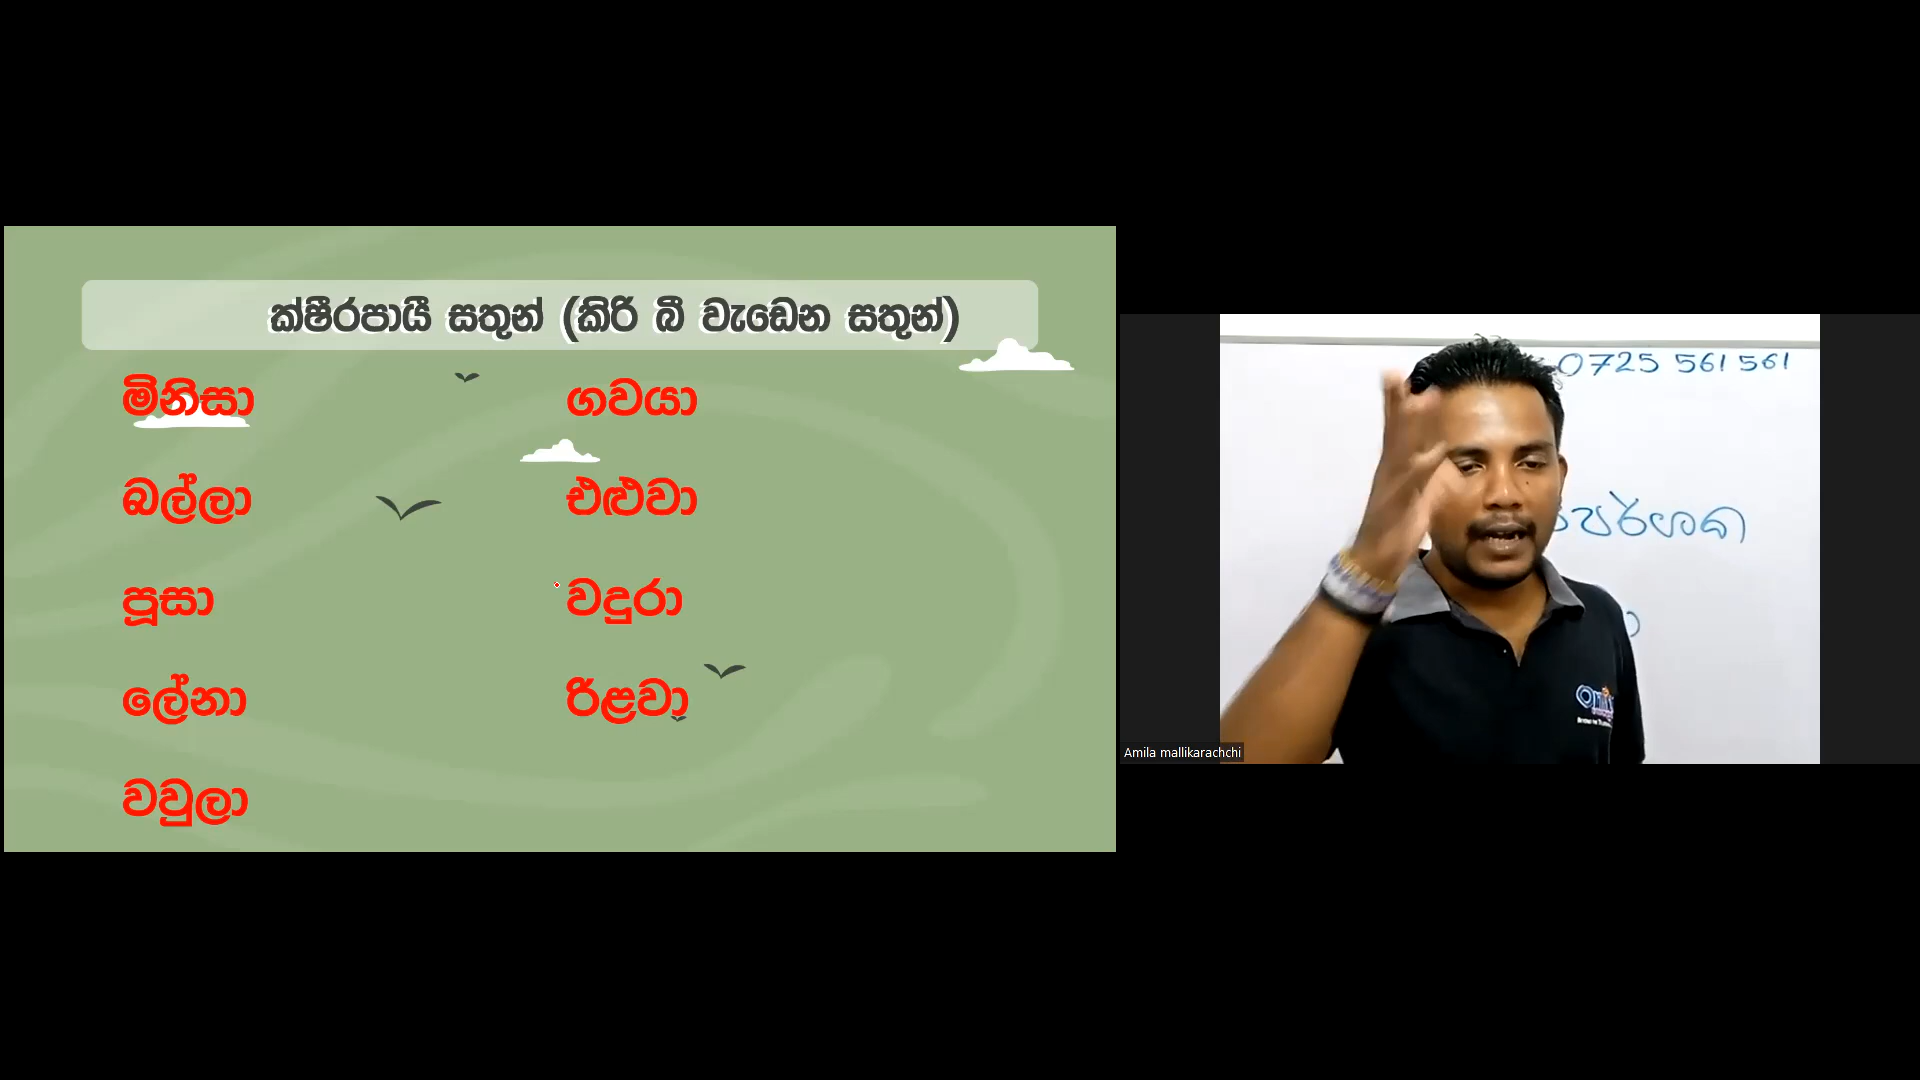 ක්ෂීරපායී සතුන් (කිරි බී වැඩෙන සතුන්)
මිනිසා
බල්ලා
පූසා
ලේනා
වවුලා
ගවයා
එළුවා
වඳුරා
රිළවා
0725 561 561
Amila mallikarachchi